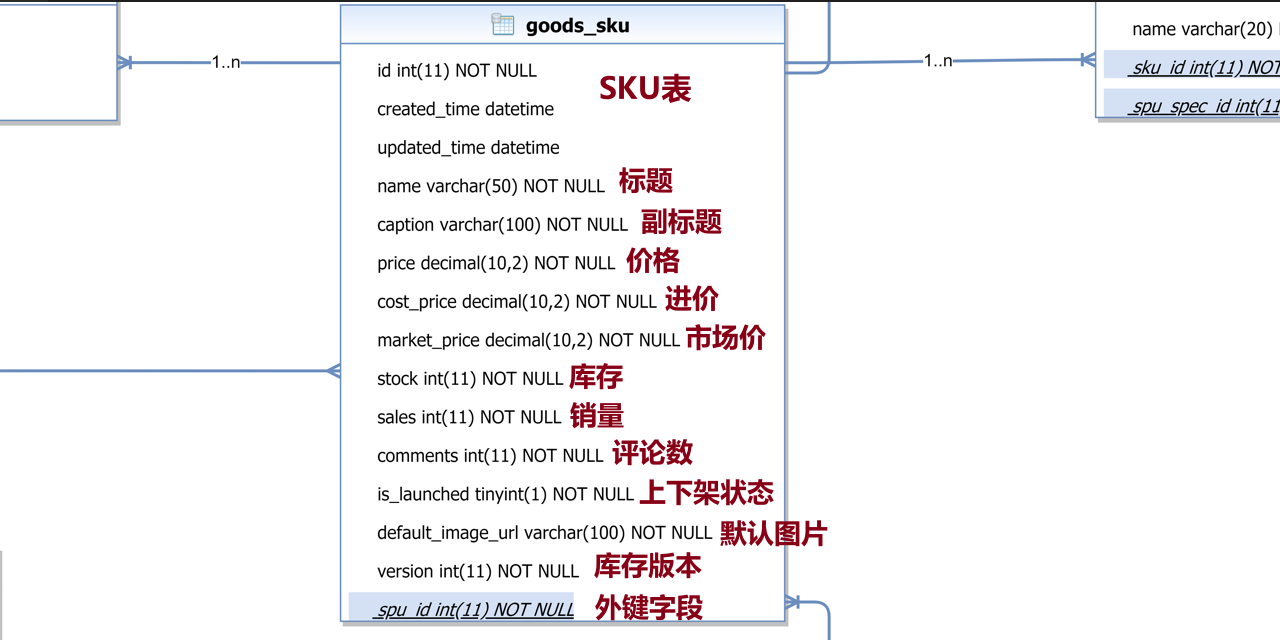 goods_sku
1..n
1..n
name varchar(20)
sku_id int(11) NOT
spu_spec_id int(11
id int(11) NOT NULL
SKU表
created_time datetime
updated_time datetime
name varchar(50) NOT NULL 标题
caption varchar(100) NOT NULL 副标题
price decimal(10,2) NOT NULL 价格
cost_price decimal(10,2) NOT NULL 进价
market_price decimal(10,2) NOT NULL 市场价
stock int(11) NOT NULL 库存
sales int(11) NOT NULL 销量
comments int(11) NOT NULL 评论数
is_launched tinyint(1) NOT NULL 上下架状态
default_image_url varchar(100) NOT NULL 默认图片
version int(11) NOT NULL 库存版本
spu_id int(11) NOT NULL 外键字段